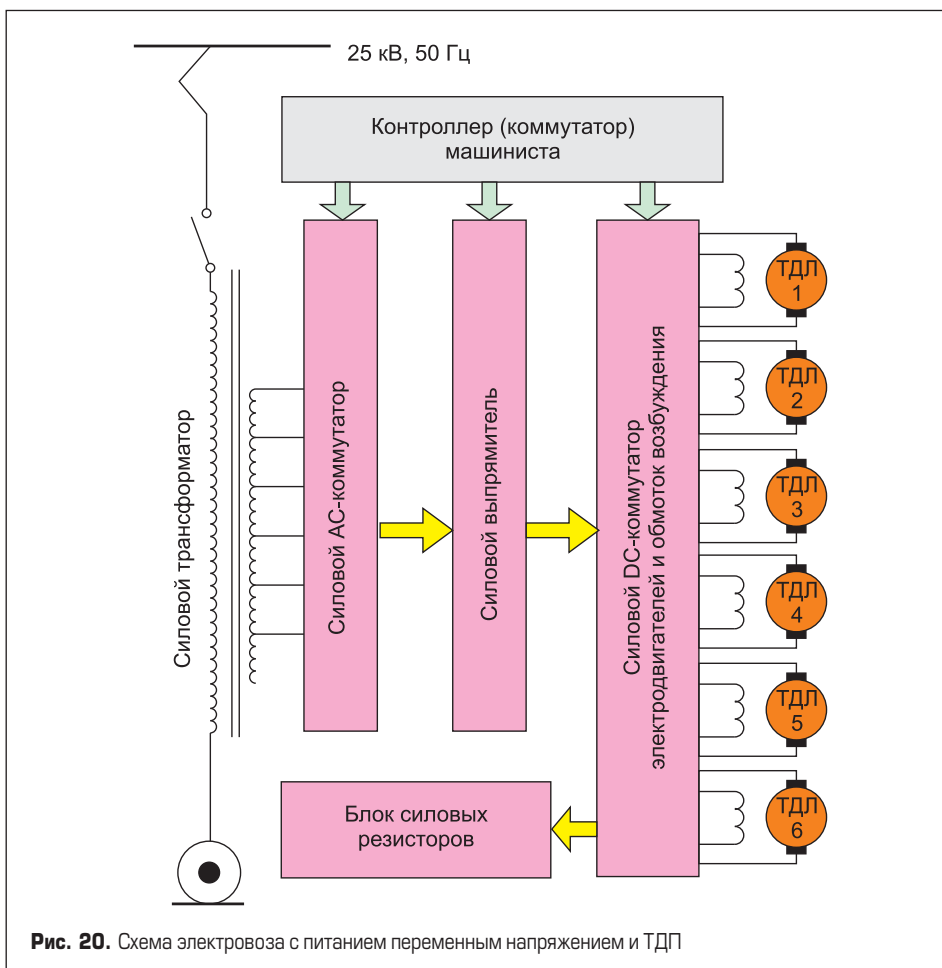 25 кВ, 50 Гц
Контроллер (коммутатор)
машиниста
Силовой трансформатор
Силовой AC-коммутатор
Силовой выпрямитель
Силовой DC-коммутатор
электродвигателей и обмоток возбуждения
ТДЛ
1
ТДЛ
2
ТДЛ
3
ТДЛ
4
ТДЛ
5
ТДЛ
6
Блок силовых
резисторов
Рис. 20. Схема электровоза с питанием переменным напряжением и ТДП